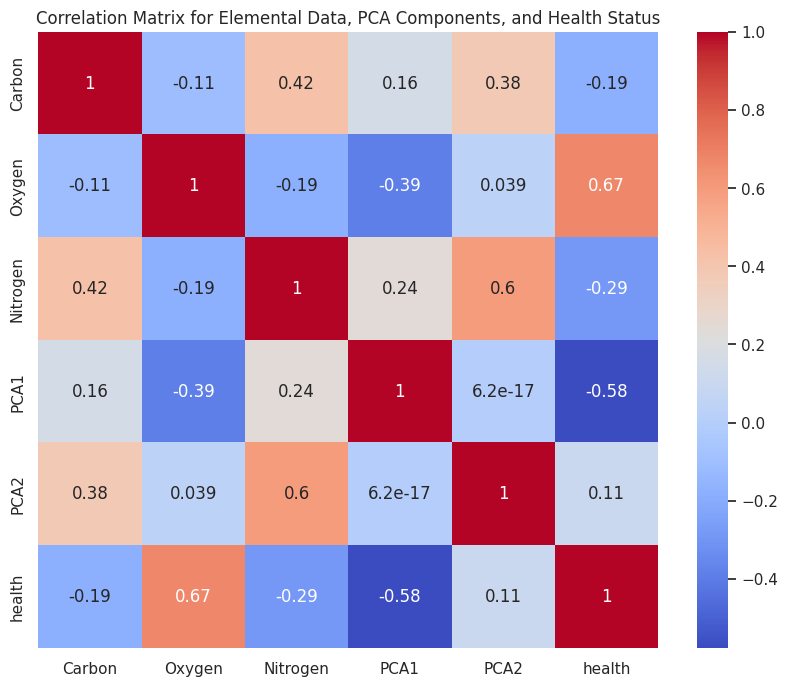 Correlation Matrix for Elemental Data, PCA Components, and Health Status
Carbon 1 -0.11 0.42 0.16 0.38 -0.19
Oxygen -0.11 1 -0.19 -0.39 0.039 0.67
Nitrogen 0.42 -0.19 1 0.24 0.6 -0.29
PCA1 0.16 -0.39 0.24 1 6.2e-17 -0.58
PCA2 0.38 0.039 0.6 6.2e-17 1 0.11
health -0.19 0.67 -0.29 -0.58 0.11 1
Carbon Oxygen Nitrogen PCA1 PCA2 health
1.0
0.8
0.6
0.4
0.2
0.0
−0.2
−0.4